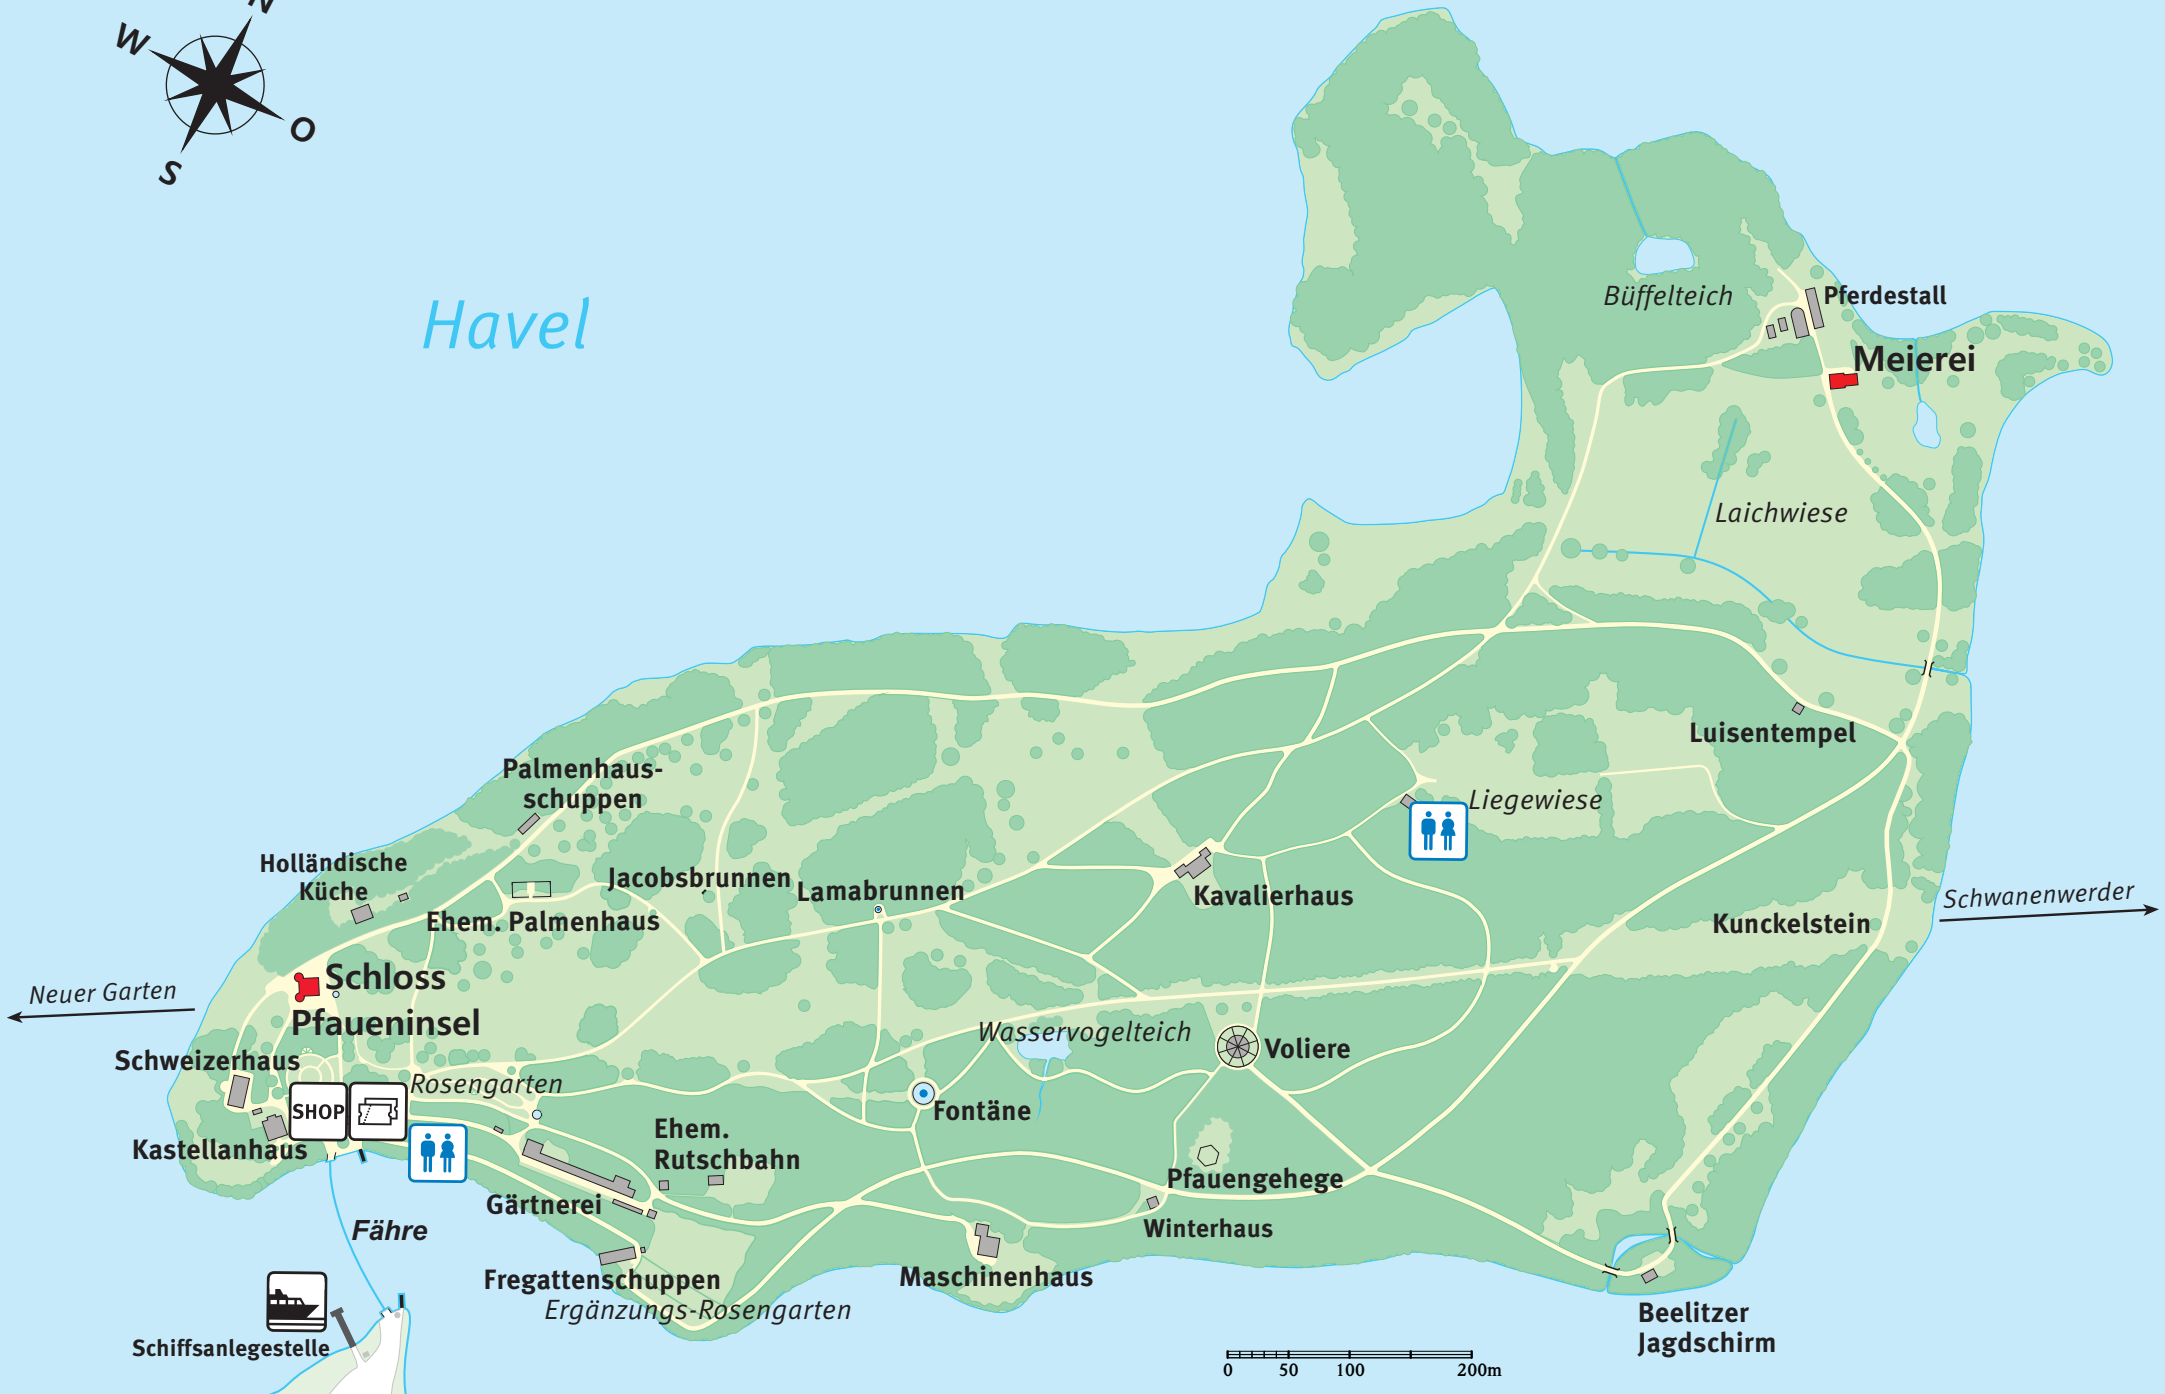 N
W
O
S
Havel
Büffelteich
Pferdestall
Meierei
Laichwiese
Luisentempel
Palmenhaus-
schuppen
Liegewiese
Holländische
Küche
Jacobsbrunnen
Lamabrunnen
Kavalierhaus
Schwanenwerder
Ehem. Palmenhaus
Kunckelstein
Schloss
Pfaueninsel
Neuer Garten
Wasservogelteich
Voliere
Schweizerhaus
Rosengarten
SHOP
Fontäne
Kastellanhaus
Ehem.
Rutschbahn
Pfauengehege
Gärtnerei
Winterhaus
Fähre
Fregattenschuppen
Maschinenhaus
Ergänzungs-Rosengarten
Beelitzer
Jagdschirm
Schiffsanlegestelle
0 50 100 200m